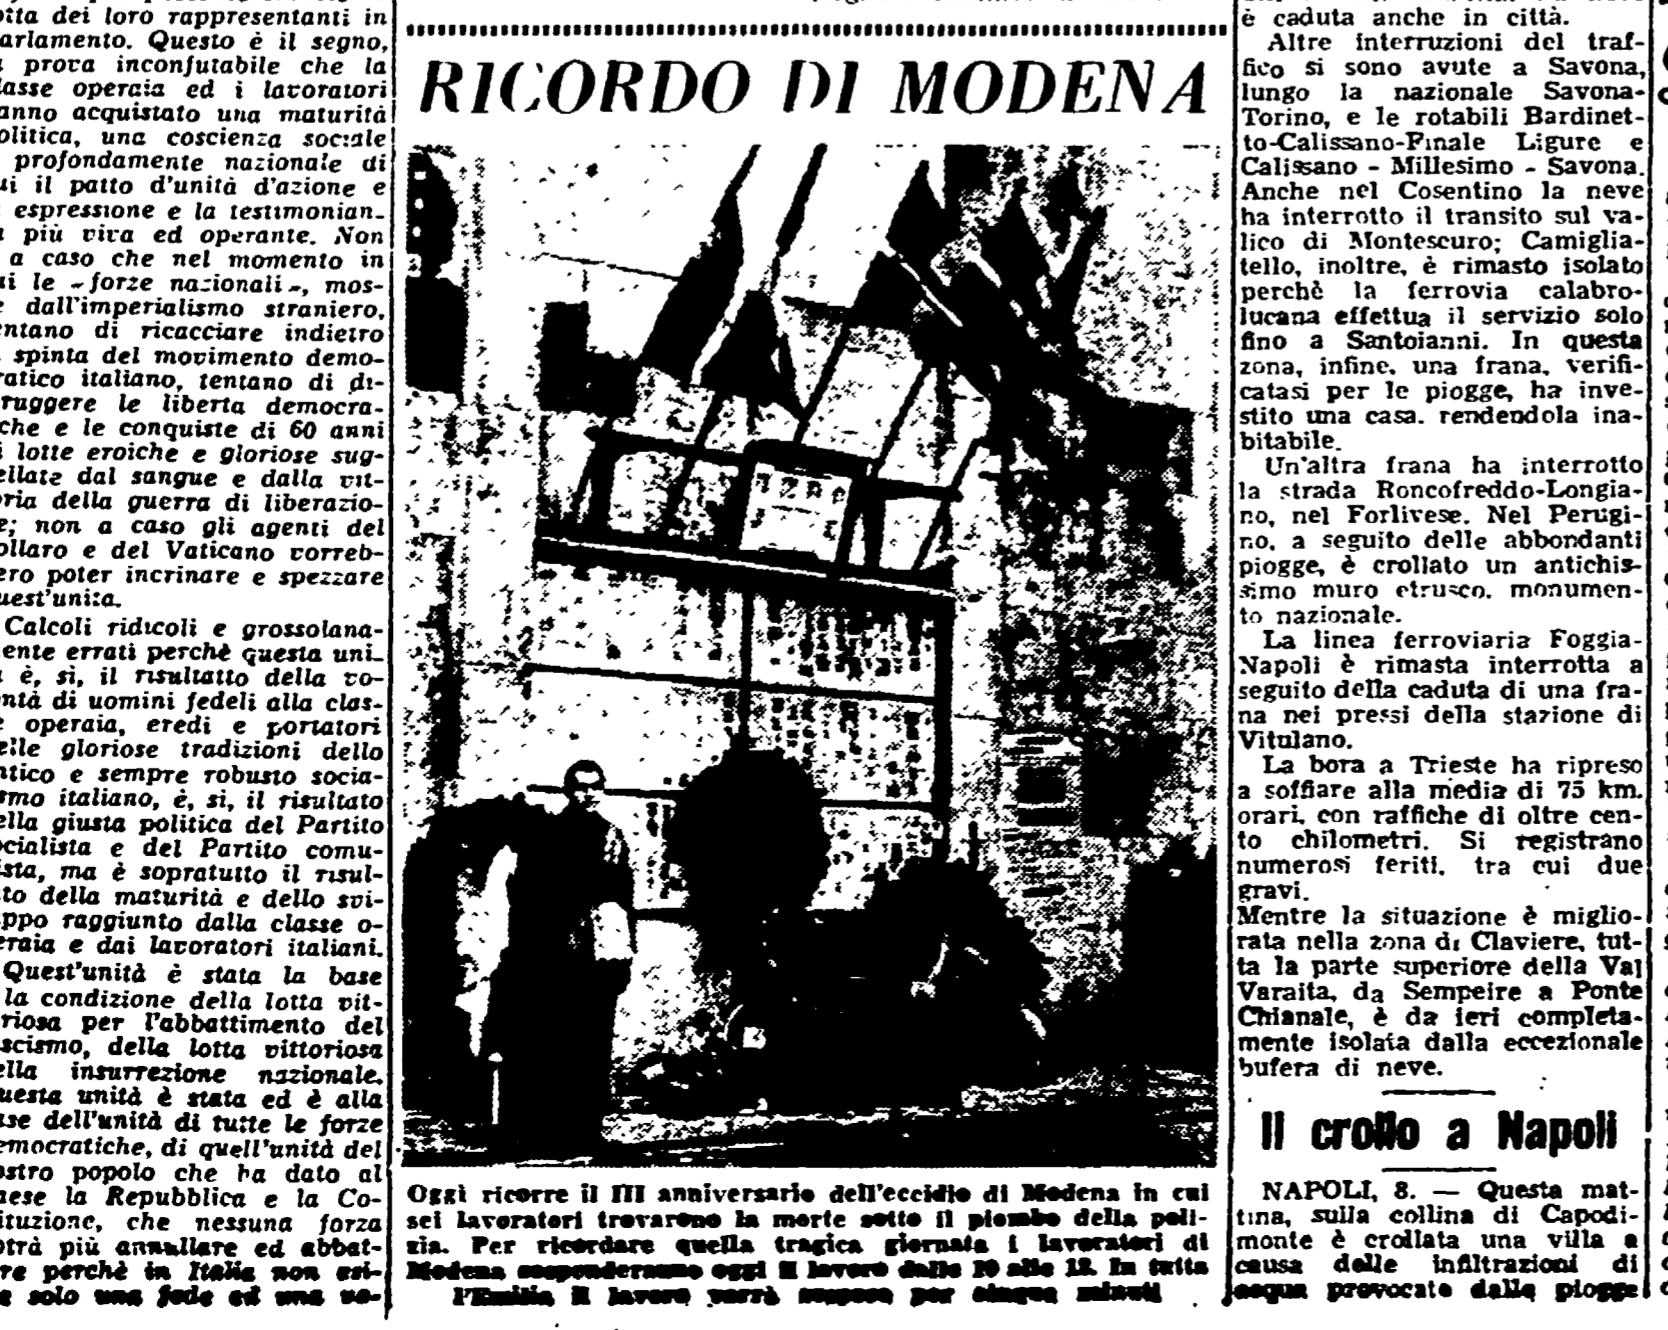 dei loro rappresentanti in
arlamento. Questo è il segno,
prova inconfutabile che la
lasse operaia ed i lavoratori
anno acquistato una maturità
olitica, una coscienza sociale
profondamente nazionale di
ui il patto d'unità d'azione e
espressione e la testimonian-
più viva ed operante. Non
a caso che nel momento in
ui le «forze nazionali», mos-
e dall'imperialismo straniero,
entano di ricacciare indietro
spinta del movimento demo-
ratico italiano, tentano di di-
ruggere le liberta democra-
che e le conquiste di 60 anni
i lotte eroiche e gloriose sug-
ellate dal sangue e dalla vit-
oria della guerra di liberazio-
e; non a caso gli agenti del
ollaro e del Vaticano vorreb-
ero poter incrinare e spezzare
uest'unità.
Calcoli ridicoli e grossolana-
ente errati perchè questa uni-
è, sì, il risultatto della vo-
ntà di uomini fedeli alla clas-
e operaia, eredi e portatori
elle gloriose tradizioni dello
ntico e sempre robusto socia-
smo italiano, è, sì, il risultato
ella giusta politica del Partito
ocialista e del Partito comu-
ista, ma è sopratutto il risul-
to della maturità e dello svi-
ppo raggiunto dalla classe o-
eraia e dai lavoratori italiani.
Quest'unità è stata la base
la condizione della lotta vit-
riosa per l'abbattimento del
scismo, della lotta vittoriosa
ella insurrezione nazionale.
uesta unità è stata ed è alla
ase dell'unità di tutte le forze
emocratiche, di quell'unità del
ostro popolo che ha dato al
aese la Repubblica e la Co-
ituzione, che nessuna forza
otrà più annullare ed abbat-
re perchè in Italia non esi-
e solo una fede ed una vo-
RICORDO DI MODENA
Oggi ricorre il III anniversario dell'eccidio di Modena in cui
sei lavoratori trovarono la morte sotto il piombo della poli-
zia. Per ricordare quella tragica giornata i lavoratori di
Modena sospenderanno oggi il lavoro dalle 10 alle 12. In tutta
l'Emilia il lavoro verrà sospeso per cinque minuti
è caduta anche in città.
Altre interruzioni del traf-
fico si sono avute a Savona,
lungo la nazionale Savona-
Torino, e le rotabili Bardinet-
to-Calissano-Finale Ligure e
Calissano - Millesimo - Savona.
Anche nel Cosentino la neve
ha interrotto il transito sul va-
lico di Montescuro; Camiglia-
tello, inoltre, è rimasto isolato
perchè la ferrovia calabro-
lucana effettua il servizio solo
fino a Santoianni. In questa
zona, infine, una frana, verifi-
catasi per le piogge, ha inve-
stito una casa, rendendola ina-
bitabile.
Un'altra frana ha interrotto
la strada Roncofreddo-Longia-
no, nel Forlivese. Nel Perugi-
no, a seguito delle abbondanti
piogge, è crollato un antichis-
simo muro etrusco, monumen-
to nazionale.
La linea ferroviaria Foggia-
Napoli è rimasta interrotta a
seguito della caduta di una fra-
na nei pressi della stazione di
Vitulano.
La bora a Trieste ha ripreso
a soffiare alla media di 75 km.
orari, con raffiche di oltre cen-
to chilometri. Si registrano
numerosi feriti, tra cui due
gravi.
Mentre la situazione è miglio-
rata nella zona di Claviere, tut-
ta la parte superiore della Val
Varaita, da Sempeire a Ponte
Chianale, è da ieri completa-
mente isolata dalla eccezionale
bufera di neve.
Il crollo a Napoli
NAPOLI, 8. — Questa mat-
tina, sulla collina di Capodi-
monte è crollata una villa a
causa delle infiltrazioni di
acqua provocate dalle piogge